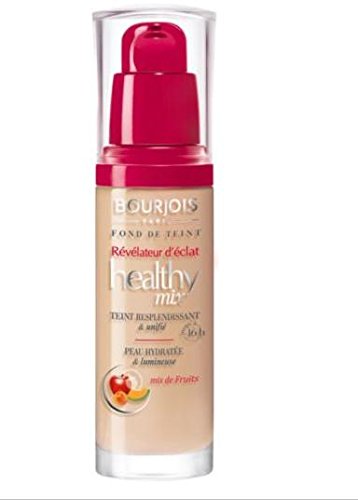 BOURJOIS
PARIS
FOND DE TEINT
Révélateur d'éclat
healthy
mix
TEINT RESPLENDISSANT
& unifié
16h
PEAU HYDRATÉE
& lumineuse
mix de Fruits